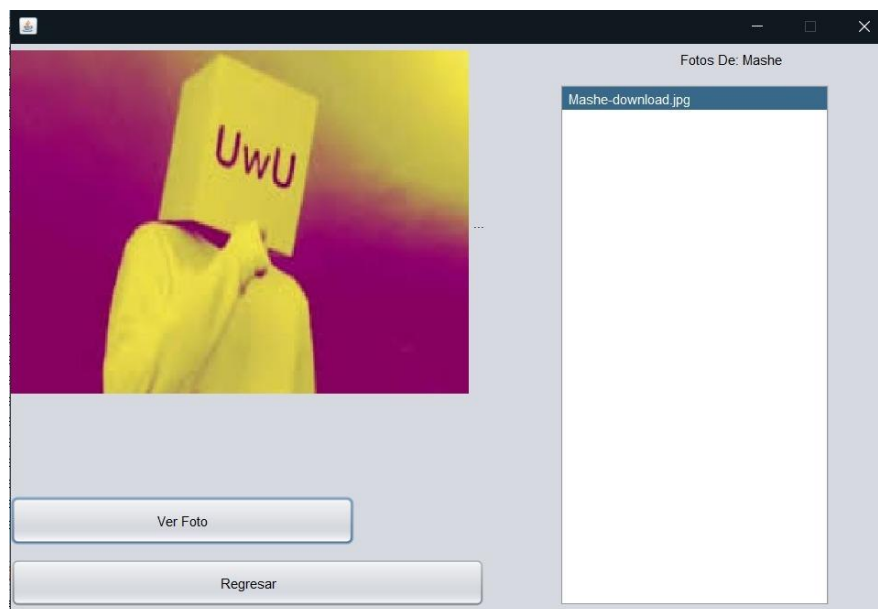 Fotos De: Mashe
Mashe-download.jpg
UwU
...
Ver Foto
Regresar